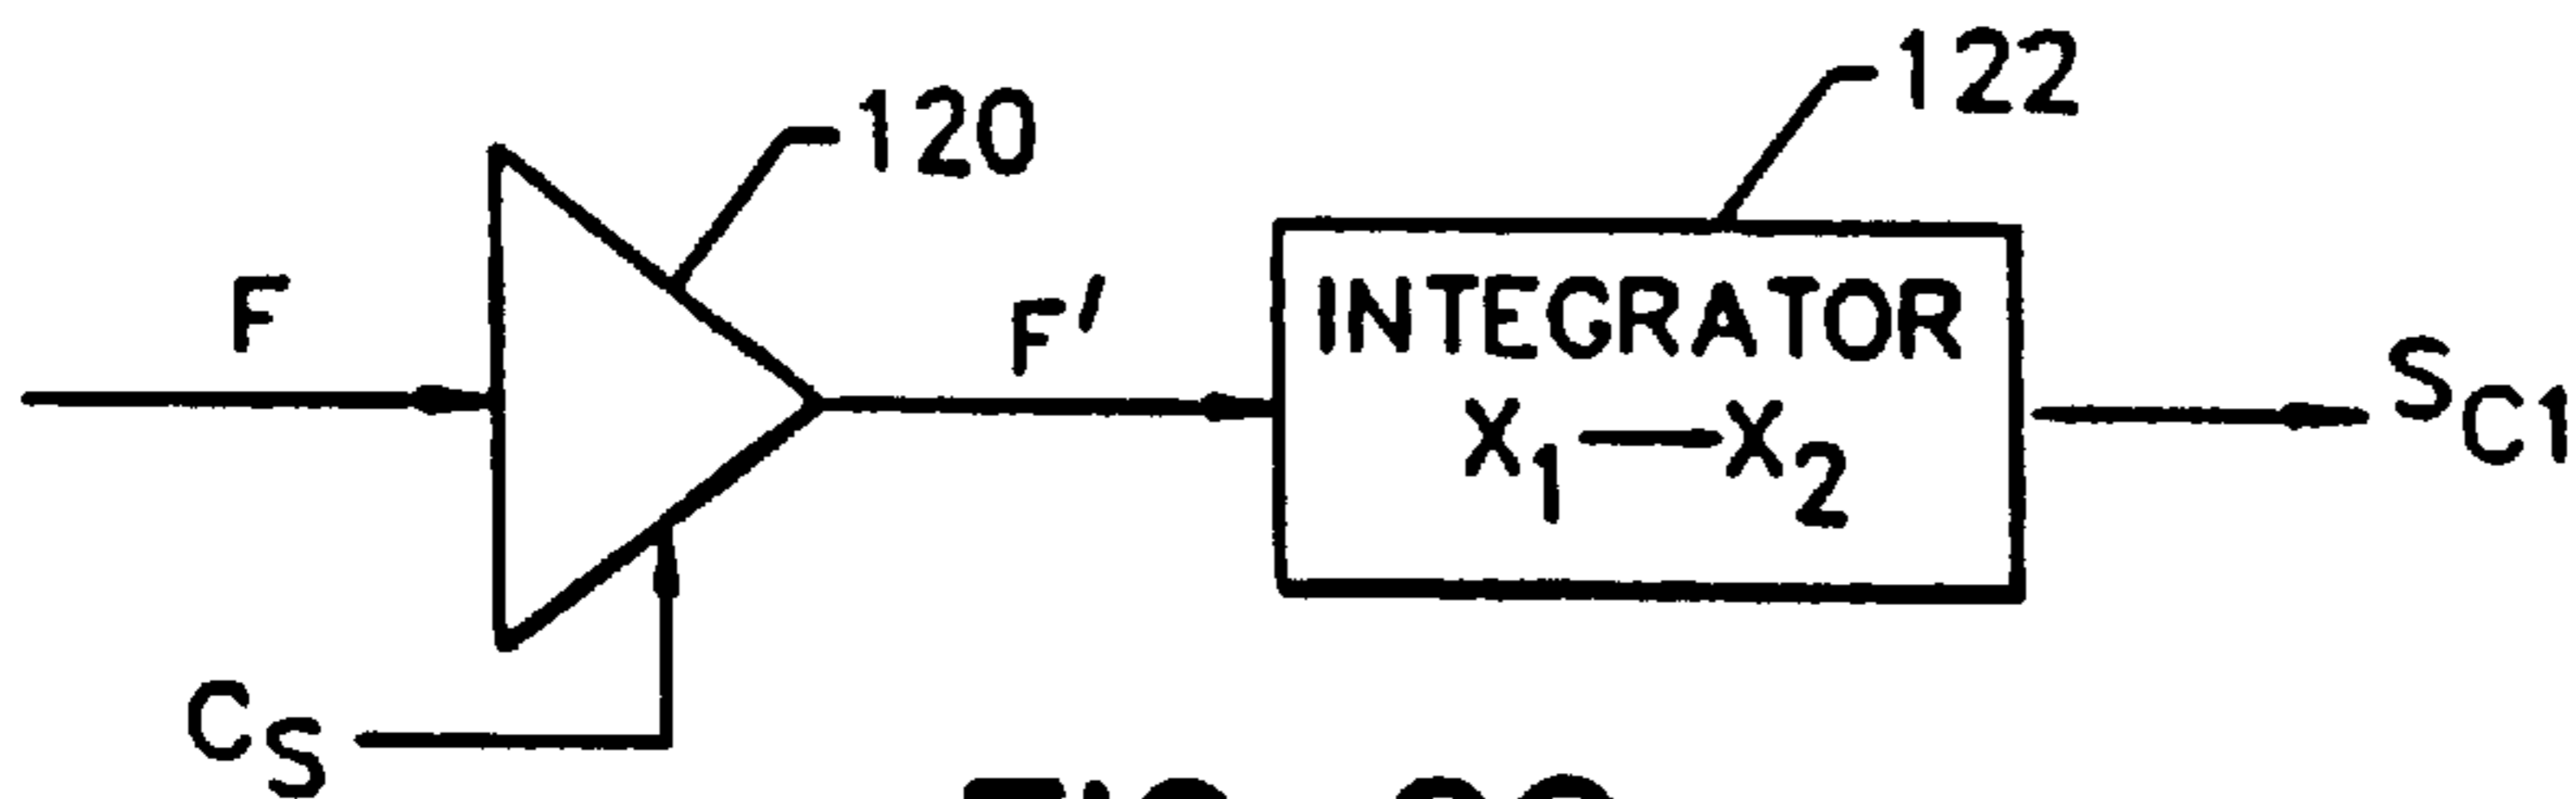 120
122
F
F'
INTEGRATOR
X1—X2
SC1
CS